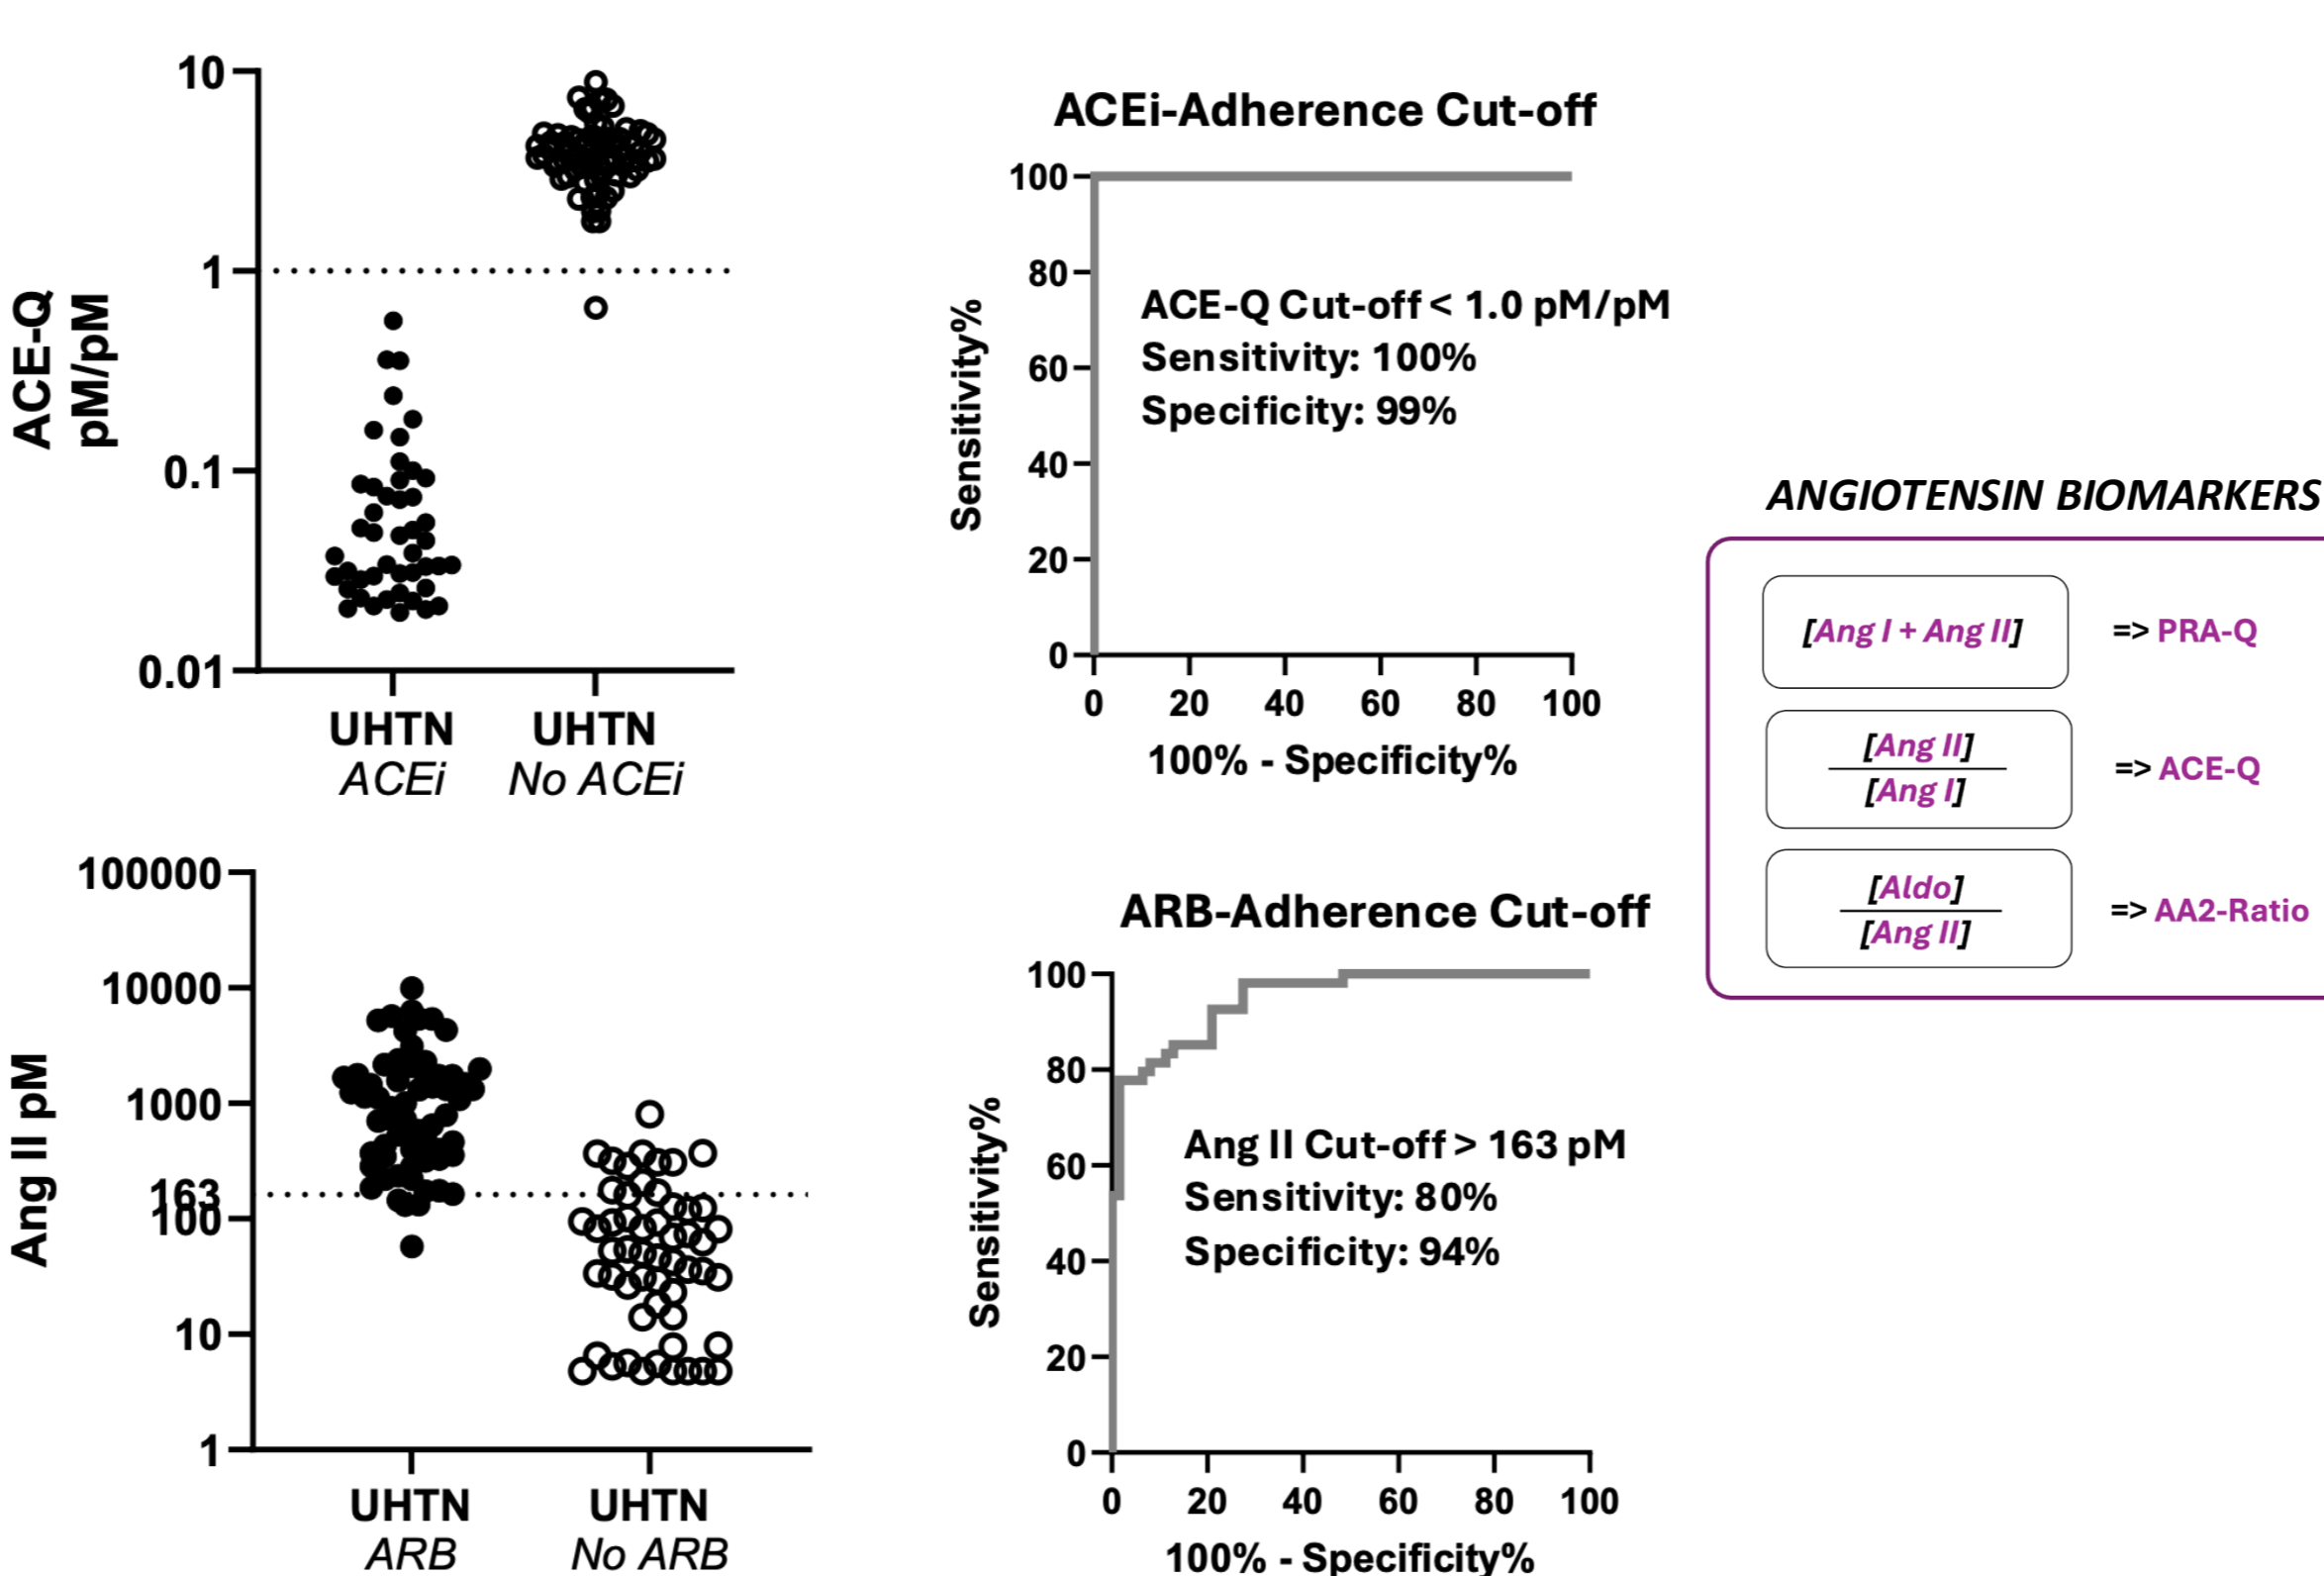 10
1
0.1
0.01
ACE-Q
pM/pM
UHTN
ACEi
UHTN
No ACEi
ACEi-Adherence Cut-off
100
80
60
40
20
0
Sensitivity%
ACE-Q Cut-off < 1.0 pM/pM
Sensitivity: 100%
Specificity: 99%
0 20 40 60 80 100
100% - Specificity%
ANGIOTENSIN BIOMARKERS
[Ang I + Ang II] => PRA-Q
[Ang II]
[Ang I]
=> ACE-Q
[Aldo]
[Ang II]
=> AA2-Ratio
100000
10000
1000
163
100
10
1
Ang II pM
UHTN
ARB
UHTN
No ARB
ARB-Adherence Cut-off
100
80
60
40
20
0
Sensitivity%
Ang II Cut-off > 163 pM
Sensitivity: 80%
Specificity: 94%
0 20 40 60 80 100
100% - Specificity%